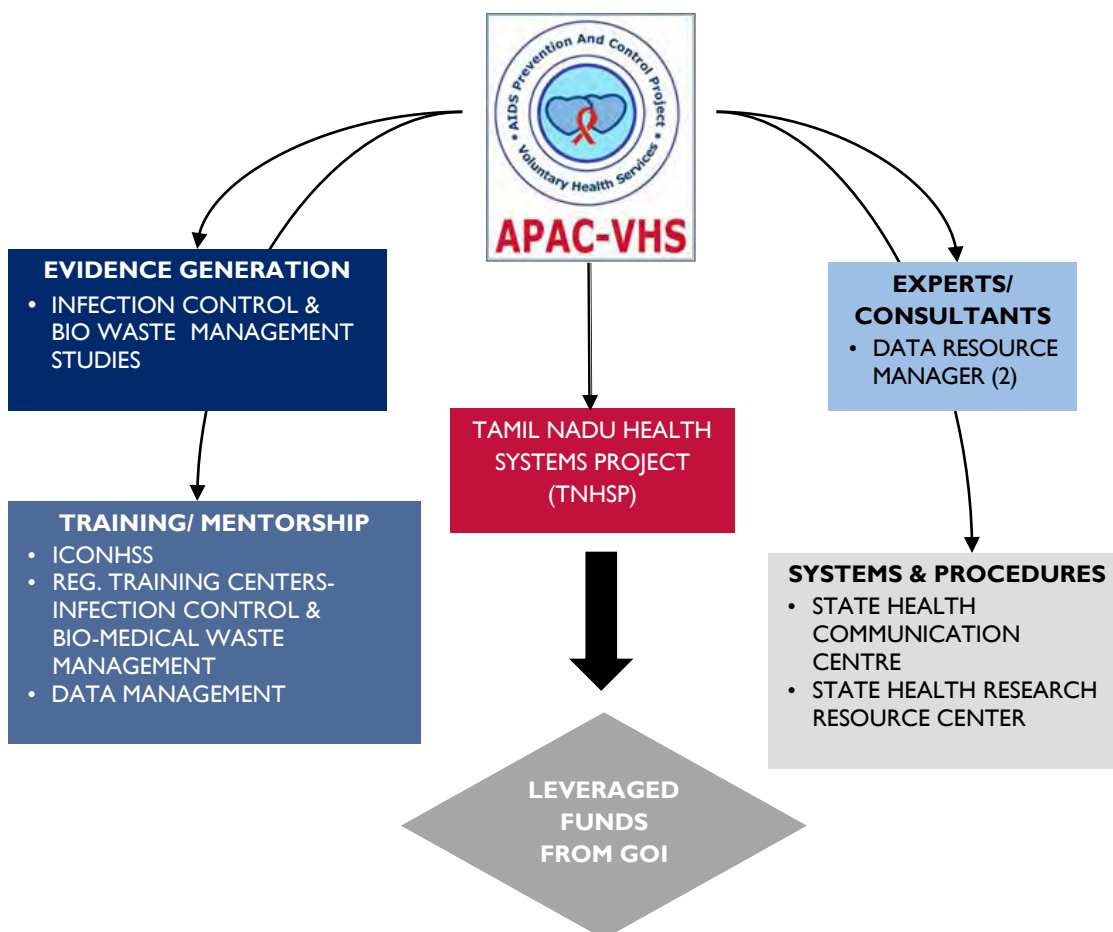 AIDS Prevention And Control Project
• Voluntary Health Services •
APAC-VHS
EVIDENCE GENERATION
• INFECTION CONTROL &
BIO WASTE MANAGEMENT
STUDIES
EXPERTS/
CONSULTANTS
• DATA RESOURCE
MANAGER (2)
TAMIL NADU HEALTH
SYSTEMS PROJECT
(TNHSP)
TRAINING/ MENTORSHIP
• ICONHSS
• REG. TRAINING CENTERS-
INFECTION CONTROL &
BIO-MEDICAL WASTE
MANAGEMENT
• DATA MANAGEMENT
SYSTEMS & PROCEDURES
• STATE HEALTH
COMMUNICATION
CENTRE
• STATE HEALTH RESEARCH
RESOURCE CENTER
LEVERAGED
FUNDS
FROM GOI